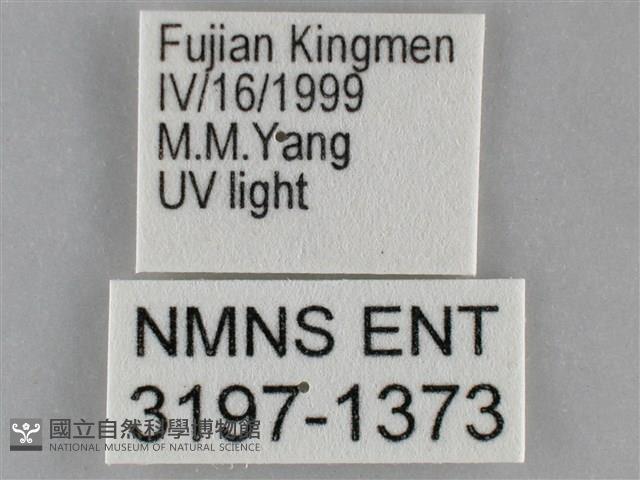 Fujian Kingmen
IV/16/1999
M.M.Yang
UV light
NMNS ENT
3197-1373
國立自然科學博物館
NATIONAL MUSEUM OF NATURAL SCIENCE